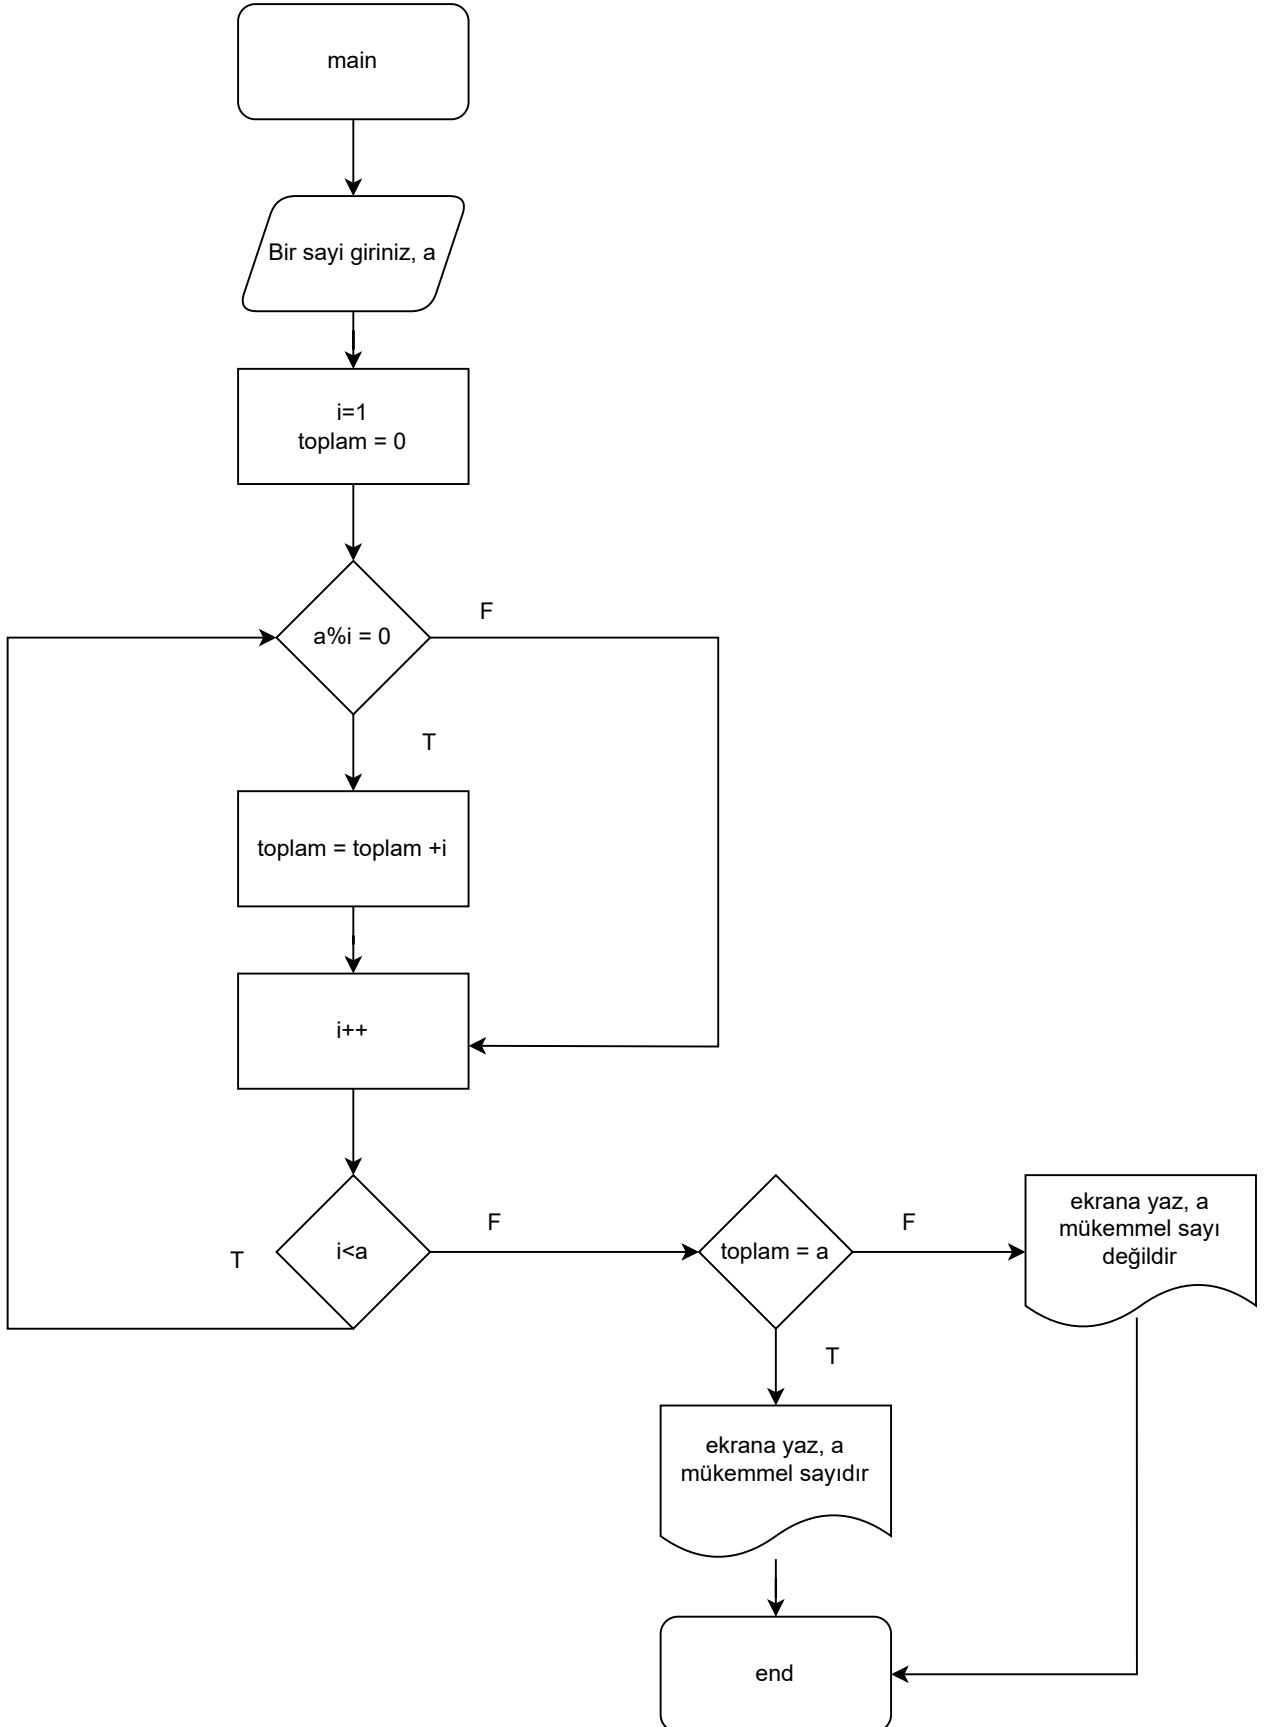 main
Bir sayi giriniz, a
i=1
toplam = 0
a%i = 0
F
T
toplam = toplam +i
i++
i<a
T
F
toplam = a
F
ekrana yaz, a
mükemmel sayı
değildir
T
ekrana yaz, a
mükemmel sayıdır
end